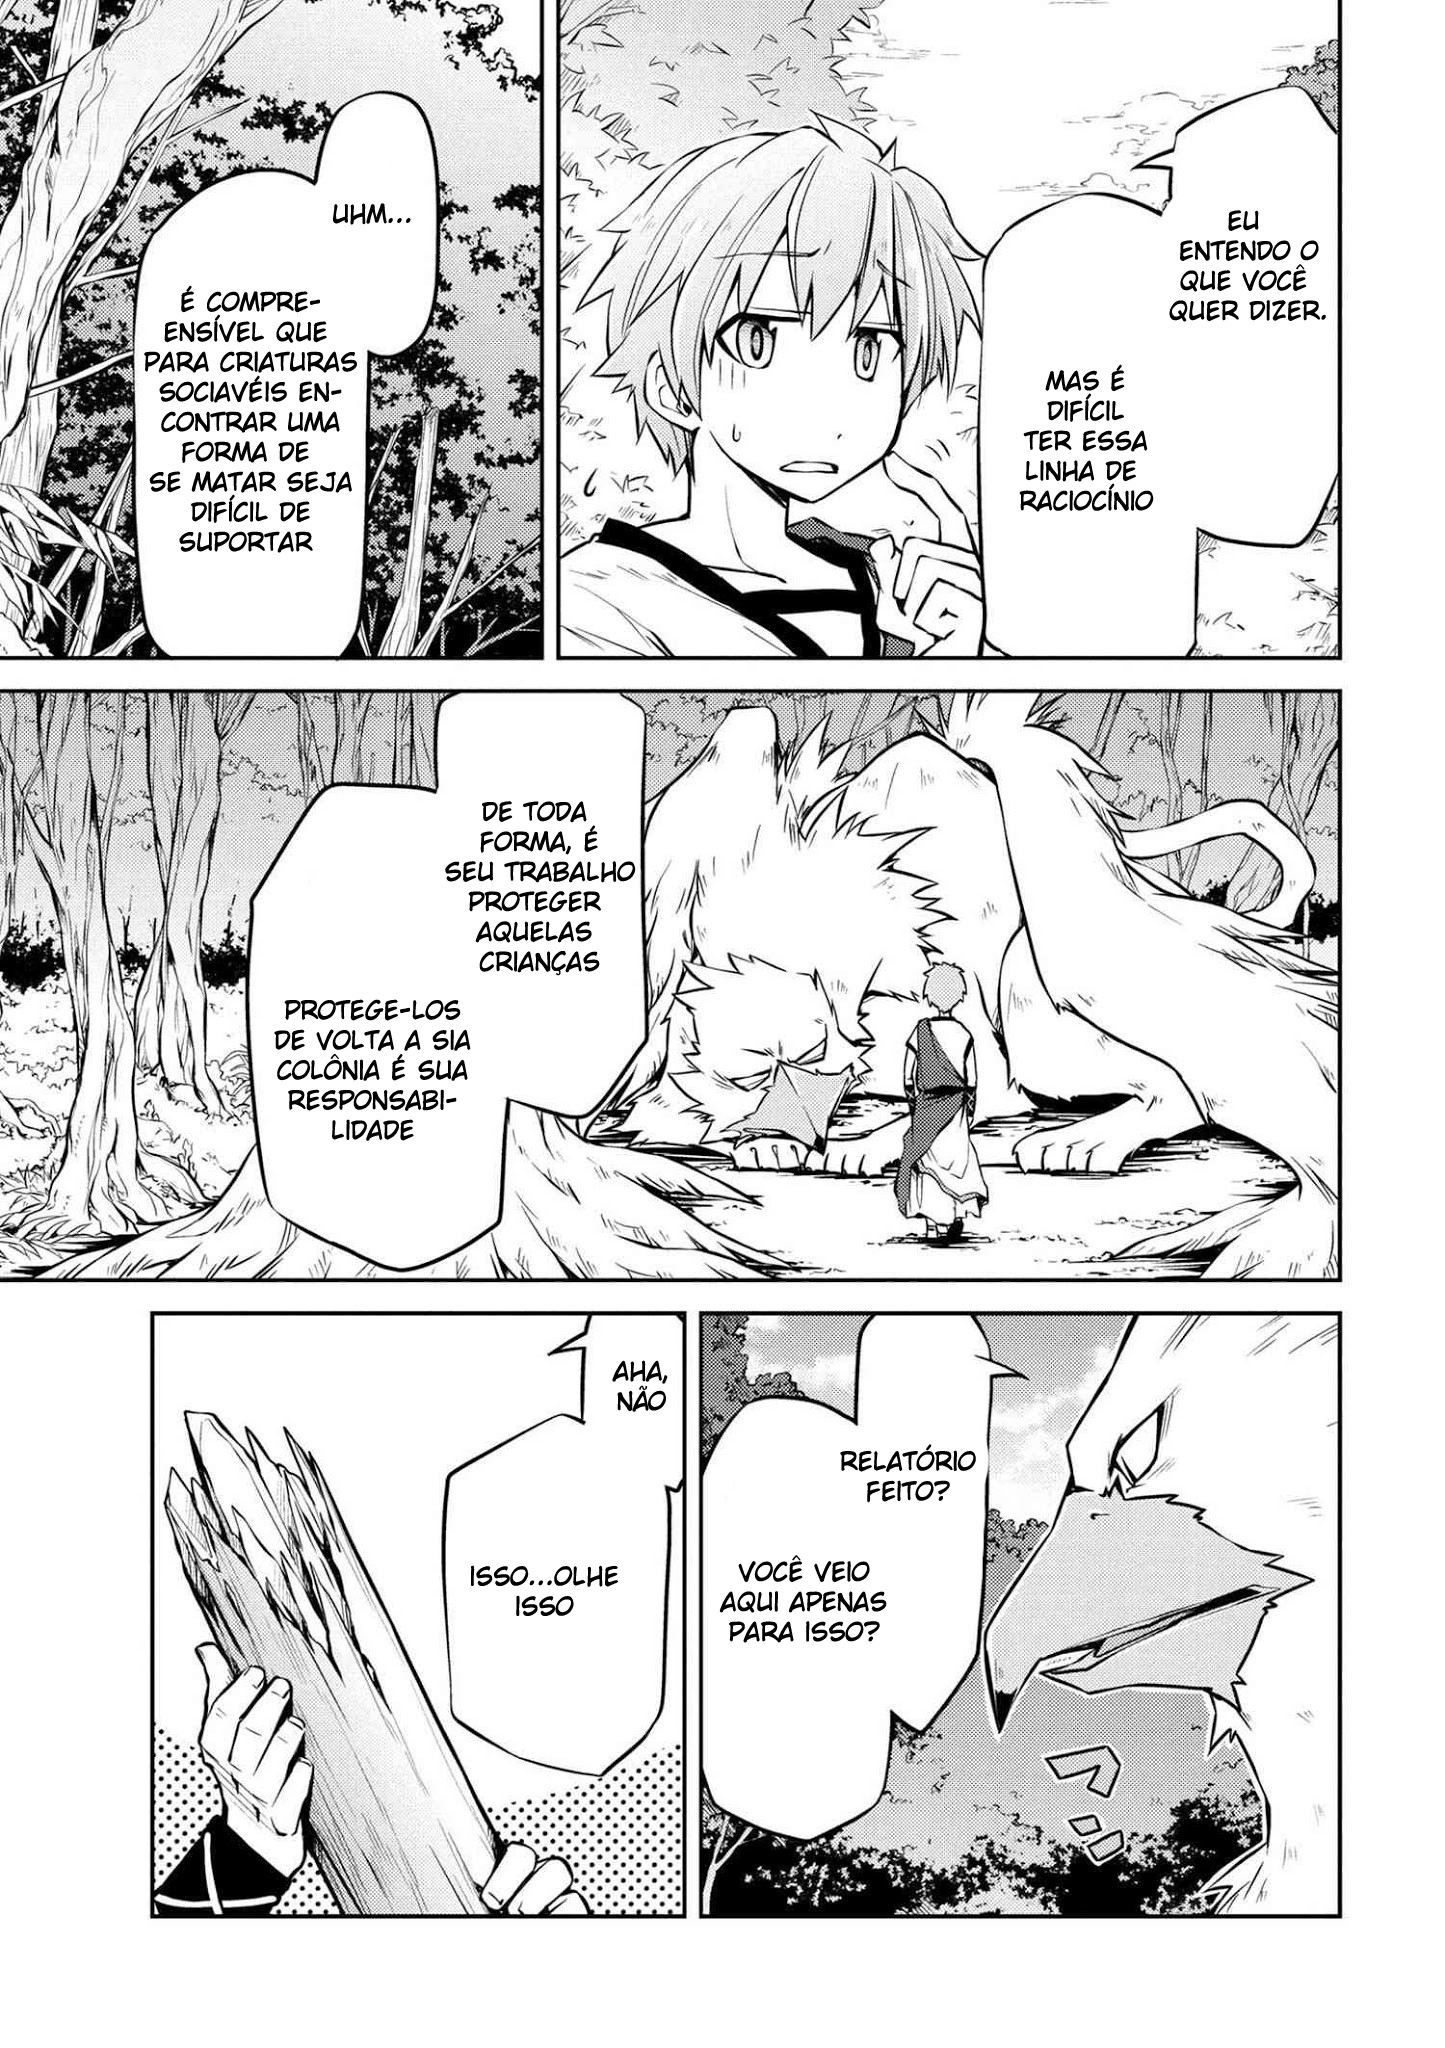 EU
ENTENDO O
QUE VOCÊ
QUER DIZER.
MAS É
DIFÍCIL
TER ESSA
LINHA DE
RACIOCÍNIO
UHM...
É COMPRE-
ENSÍVEL QUE
PARA CRIATURAS
SOCIAVÉIS EN-
CONTRAR UMA
FORMA DE
SE MATAR SEJA
DIFÍCIL DE
SUPORTAR
DE TODA
FORMA, É
SEU TRABALHO
PROTEGER
AQUELAS
CRIANÇAS
PROTEGE-LOS
DE VOLTA A SIA
COLÔNIA É SUA
RESPONSABI-
LIDADE
RELATÓRIO
FEITO?
VOCÊ VEIO
AQUI APENAS
PARA ISSO?
フン
AHA,
NÃO
ISSO...OLHE
ISSO